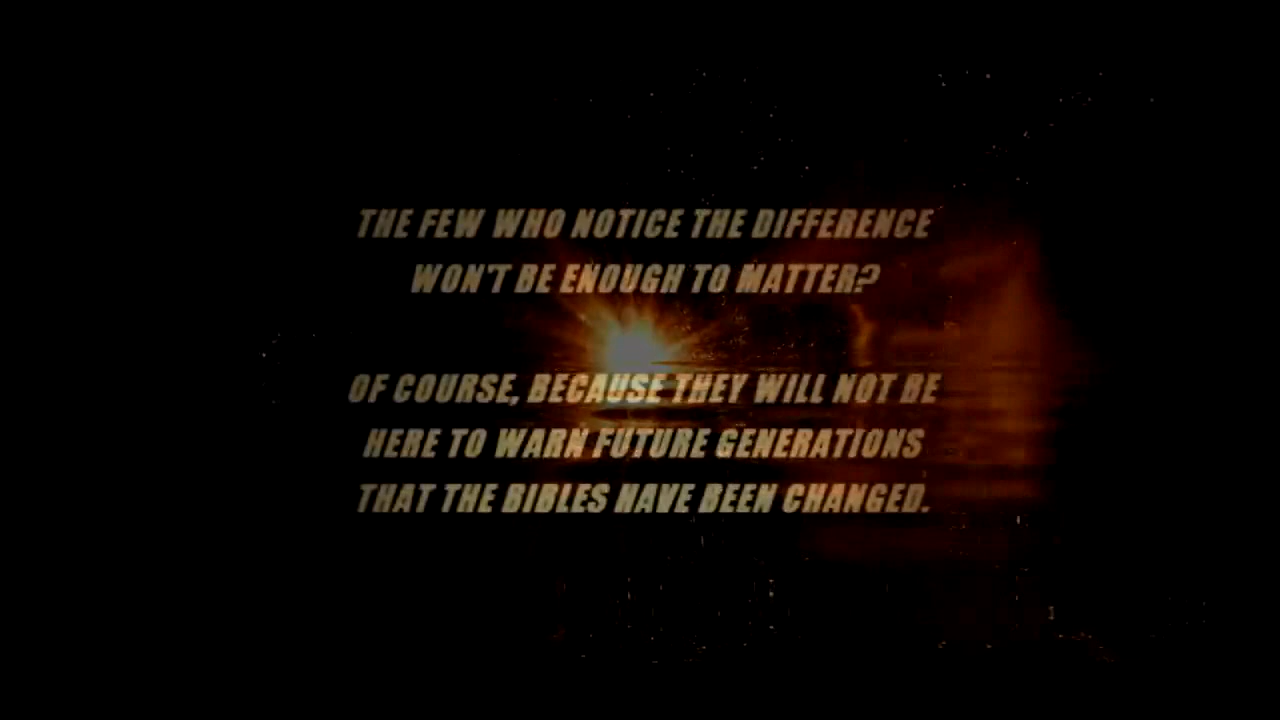 THE FEW WHO NOTICE THE DIFFERENCE
WON'T BE ENOUGH TO MATTER?
OF COURSE, BECAUSE THEY WILL NOT BE
HERE TO WARN FUTURE GENERATIONS
THAT THE BIBLES HAVE BEEN CHANGED.